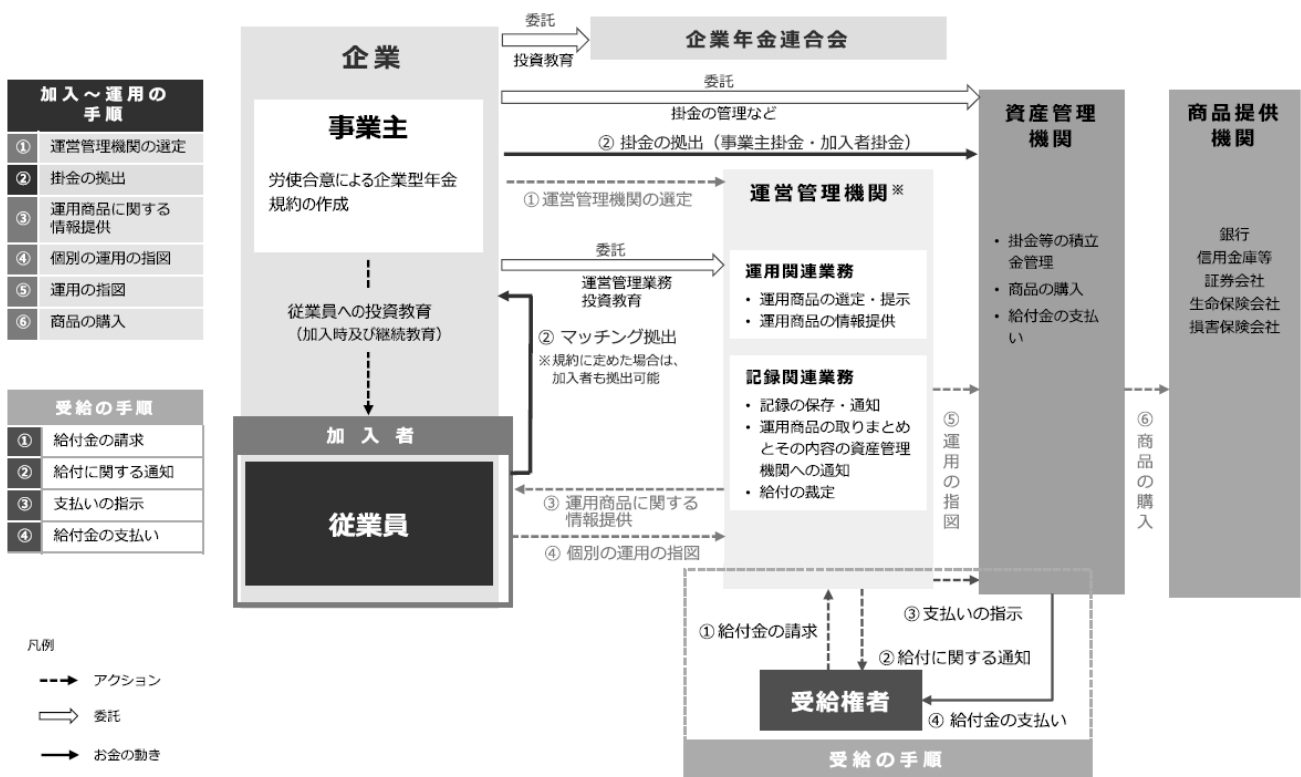 加入～運用の
手順
① 運営管理機関の選定
② 掛金の拠出
③ 運用商品に関する
情報提供
④ 個別の運用の指図
⑤ 運用の指図
⑥ 商品の購入
受給の手順
① 給付金の請求
② 給付に関する通知
③ 支払いの指示
④ 給付金の支払い
凡例
アクション
委託
お金の動き
企業
事業主
労使合意による企業型年金
規約の作成
従業員への投資教育
（加入時及び継続教育）
加入者
従業員
委託
投資教育
企業年金連合会
委託
掛金の管理など
② 掛金の拠出（事業主掛金・加入者掛金）
① 運営管理機関の選定
委託
運営管理業務
投資教育
② マッチング拠出
※規約に定めた場合は、
加入者も拠出可能
③ 運用商品に関する
情報提供
④ 個別の運用の指図
運営管理機関※
運用関連業務
・ 運用商品の選定・提示
・ 運用商品の情報提供
記録関連業務
・ 記録の保存・通知
・ 運用商品の取りまとめ
とその内容の資産管理
機関への通知
・ 給付の裁定
⑤運用の指図
資産管理
機関
・ 掛金等の積立
金管理
・ 商品の購入
・ 給付金の支払
い
⑥商品の購入
商品提供
機関
銀行
信用金庫等
証券会社
生命保険会社
損害保険会社
① 給付金の請求
② 給付に関する通知
③ 支払いの指示
④ 給付金の支払い
受給権者
受給の手順